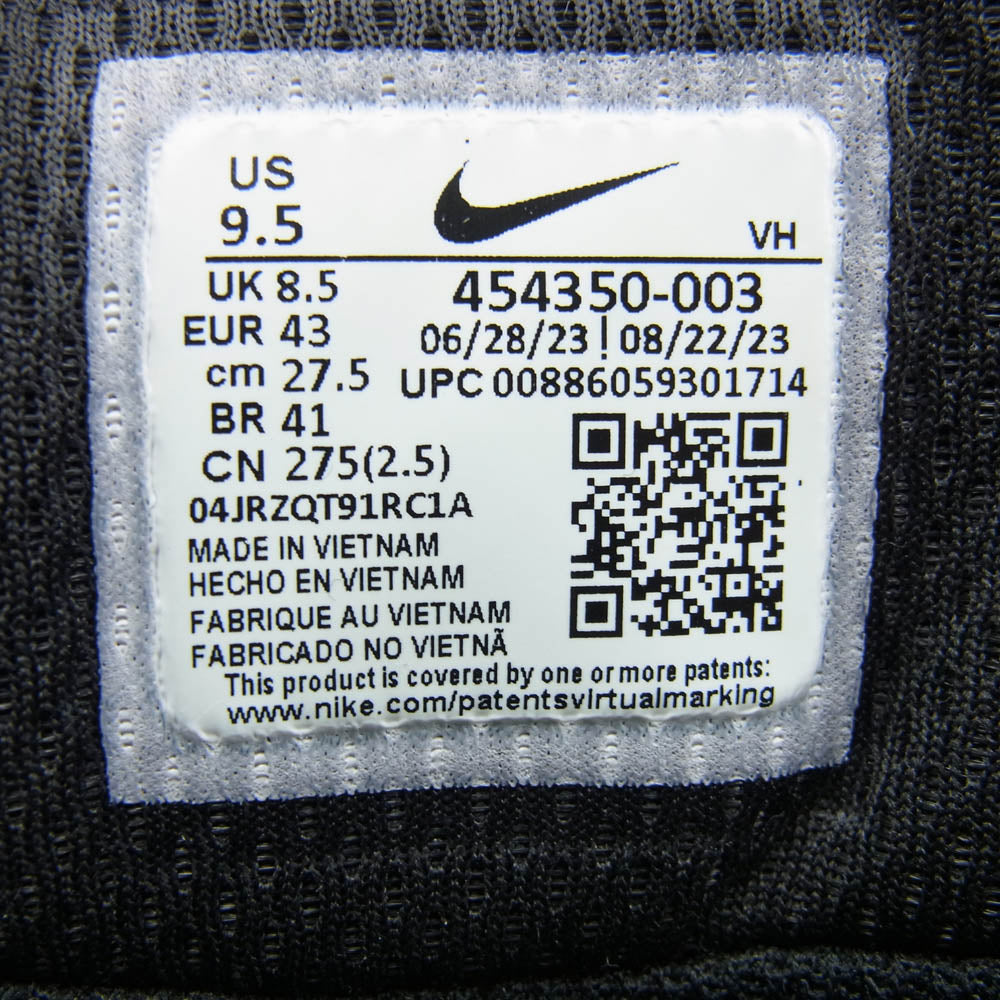 US
9.5
VH
UK 8.5
454350-003
EUR 43
06/28/23 | 08/22/23
cm 27.5
UPC 00886059301714
BR 41
CN 275(2.5)
04JRZQT91RC1A
MADE IN VIETNAM
HECHO EN VIETNAM
FABRIQUE AU VIETNAM
FABRICADO NO VIETNÃ
This product is covered by one or more patents:
www.nike.com/patentsvirtualmarking